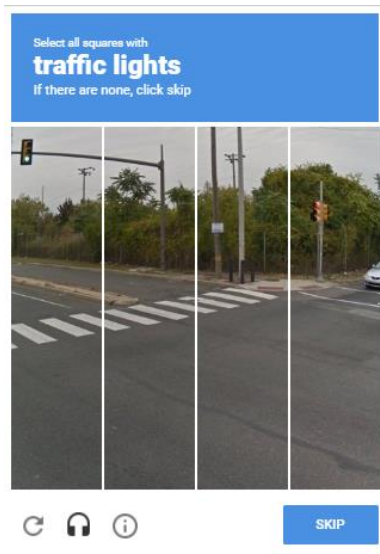 Select all squares with
traffic lights
If there are none, click skip
SKIP